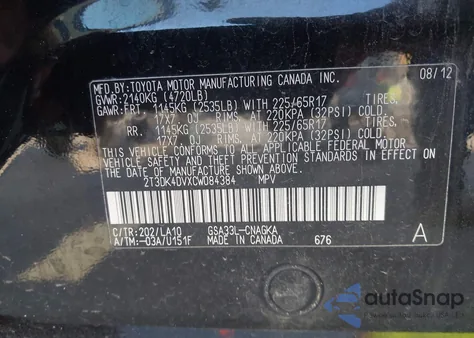 MFD. BY: TOYOTA MOTOR MANUFACTURING CANADA INC. 08/12
GVWR: 2140KG (4720LB)
GAWR: FRT. 1145KG (2535LB) WITH 225/65R17 TIRES,
17X7.0J RIMS, AT 220KPA (32PSI) COLD
RR. 1145KG (2535LB) WITH 225/65R17 TIRES,
17X7.0J RIMS, AT 220KPA (32PSI) COLD
THIS VEHICLE CONFORMS TO ALL APPLICABLE FEDERAL MOTOR
VEHICLE SAFETY AND THEFT PREVENTION STANDARDS IN EFFECT ON
THE DATE OF MANUFACTURE SHOWN ABOVE.
2T3DK4DVXCW084384 MPV
C/TR: 202/LA10 GSA33L-CNAGKA A
A/TM: -03A/U151F MADE IN CANADA 676
autoSnap